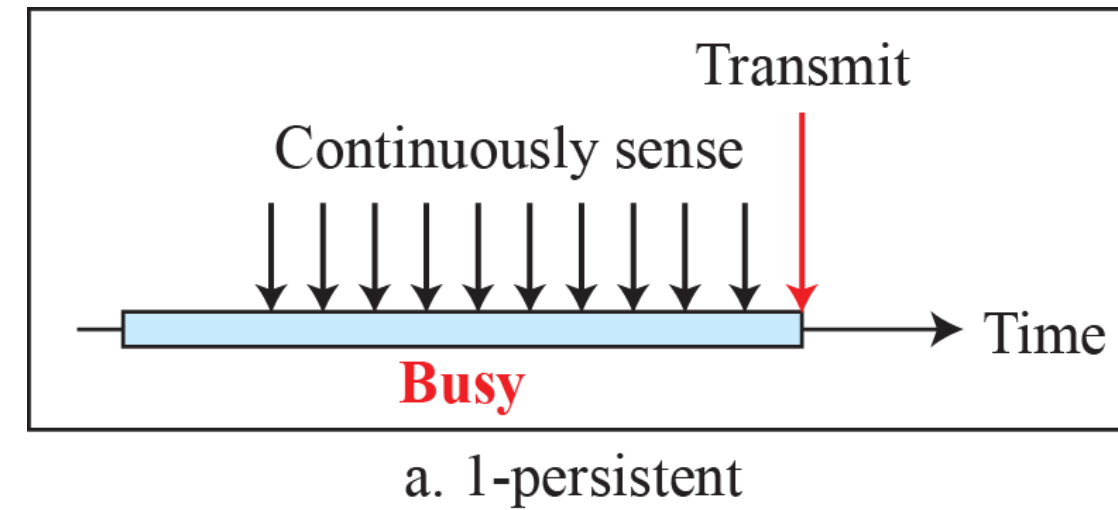 Transmit
Continuously sense
Time
Busy
a. 1-persistent